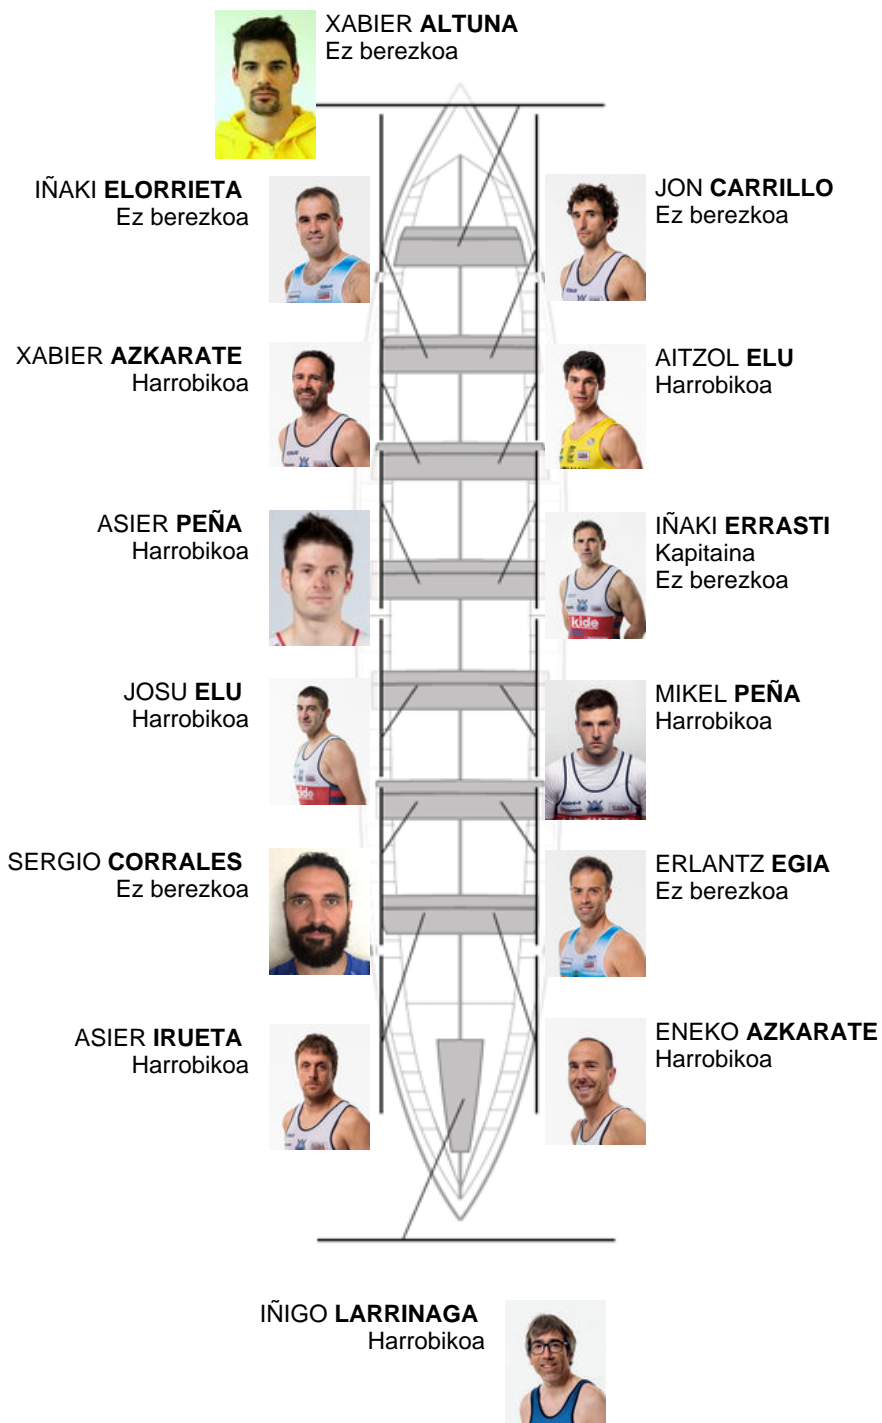 XABIER ALTUNA
Ez berezkoa
IÑAKI ELORRIETA
Ez berezkoa
JON CARRILLO
Ez berezkoa
XABIER AZKARATE
Harrobikoa
AITZOL ELU
Harrobikoa
ASIER PEÑA
Harrobikoa
IÑAKI ERRASTI
Kapitaina
Ez berezkoa
kide
JOSU ELU
Harrobikoa
kide
MIKEL PEÑA
Harrobikoa
SERGIO CORRALES
Ez berezkoa
ERLANTZ EGIA
Ez berezkoa
ASIER IRUETA
Harrobikoa
ENEKO AZKARATE
Harrobikoa
IÑIGO LARRINAGA
Harrobikoa